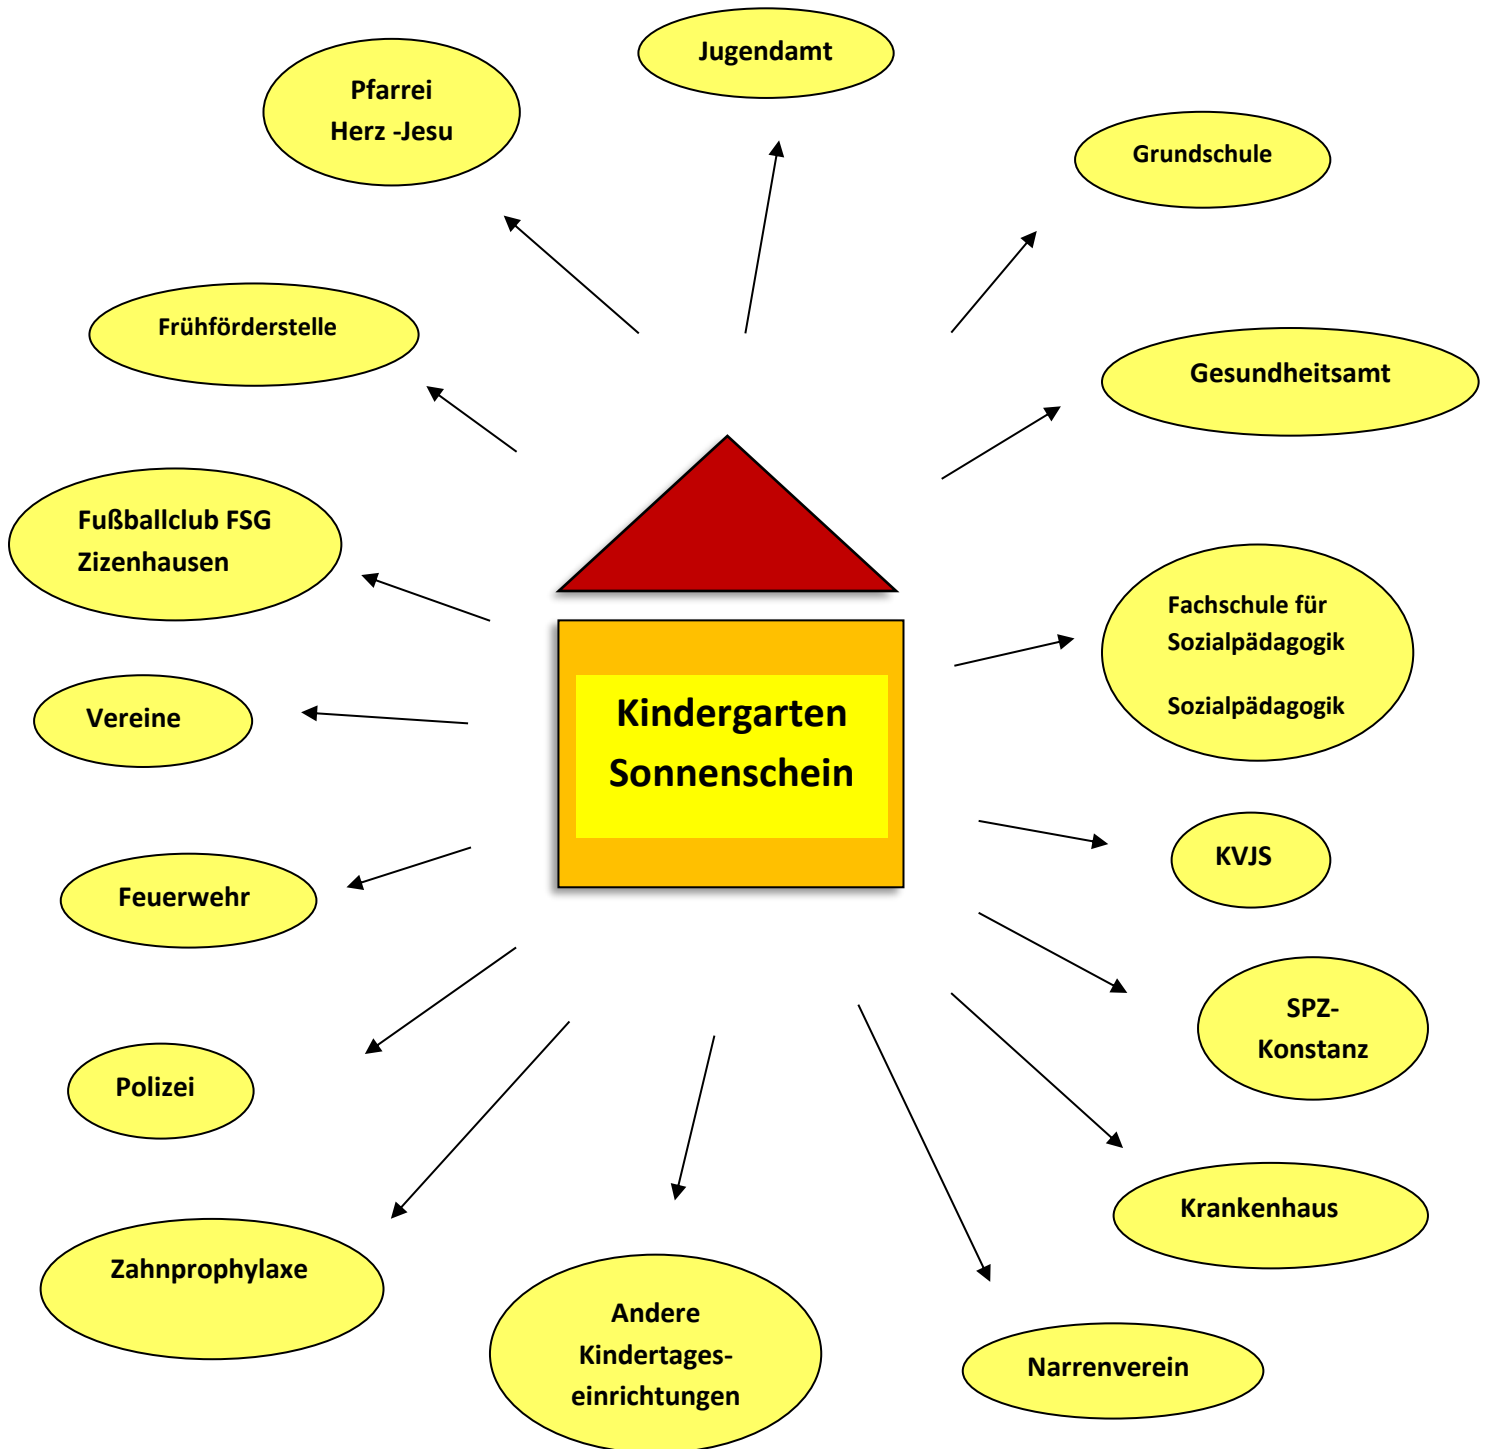 Jugendamt
Pfarrei
Herz -Jesu
Grundschule
Frühförderstelle
Gesundheitsamt
Fußballclub FSG
Zizenhausen
Fachschule für
Sozialpädagogik
Sozialpädagogik
Kindergarten
Sonnenschein
Vereine
KVJS
Feuerwehr
SPZ-
Konstanz
Polizei
Krankenhaus
Zahnprophylaxe
Andere
Kindertages-
einrichtungen
Narrenverein